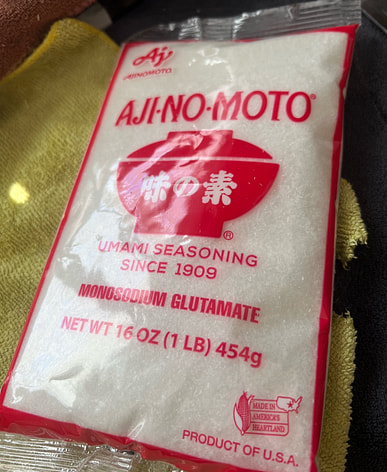 Aj
AJINOMOTO
AJI-NO-MOTO®
味の素
®
UMAMI SEASONING
SINCE 1909
MONOSODIUM GLUTAMATE
NET WT 16 OZ (1 LB) 454g
MADE IN
AMERICA'S
HEARTLAND
PRODUCT OF U.S.A.